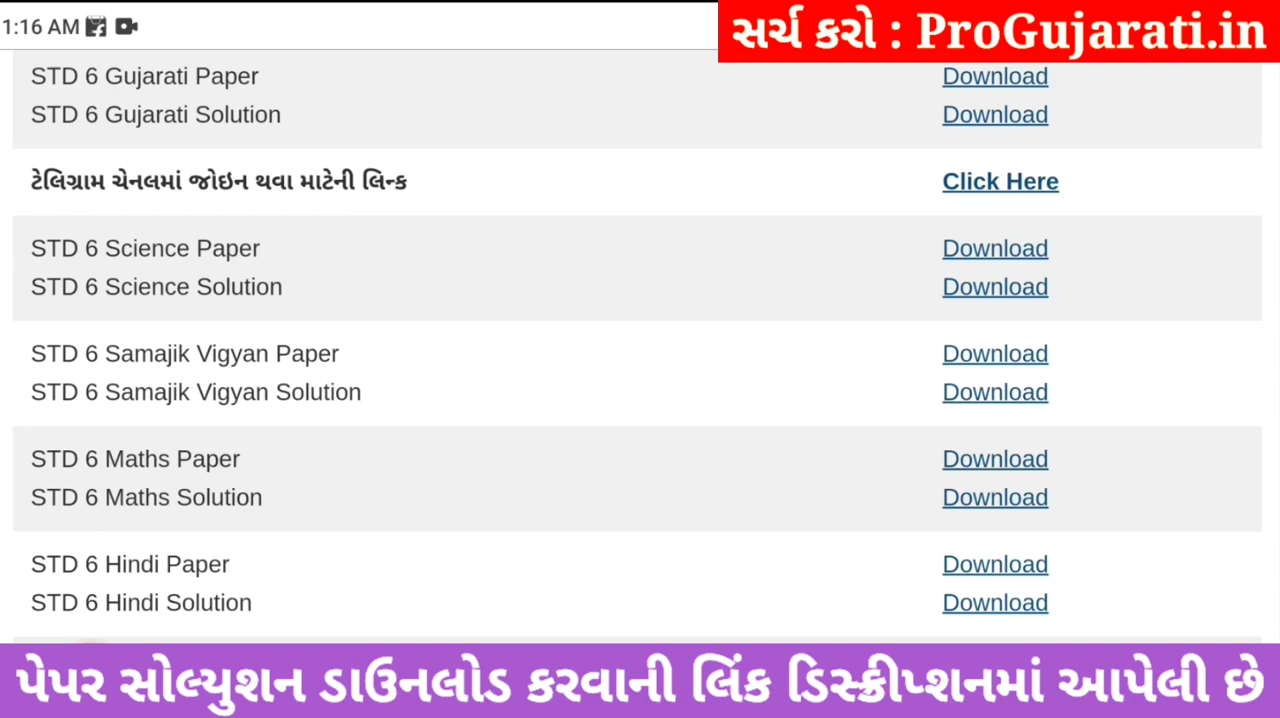 1:16 AM
સર્ચ કરો : ProGujarati.in
STD 6 Gujarati Paper Download
STD 6 Gujarati Solution Download
ટેલિગ્રામ ચેનલમાં જોઇન થવા માટેની લિન્ક Click Here
STD 6 Science Paper Download
STD 6 Science Solution Download
STD 6 Samajik Vigyan Paper Download
STD 6 Samajik Vigyan Solution Download
STD 6 Maths Paper Download
STD 6 Maths Solution Download
STD 6 Hindi Paper Download
STD 6 Hindi Solution Download
પેપર સોલ્યુશન ડાઉનલોડ કરવાની લિંક ડિસ્ક્રીપ્શનમાં આપેલી છે